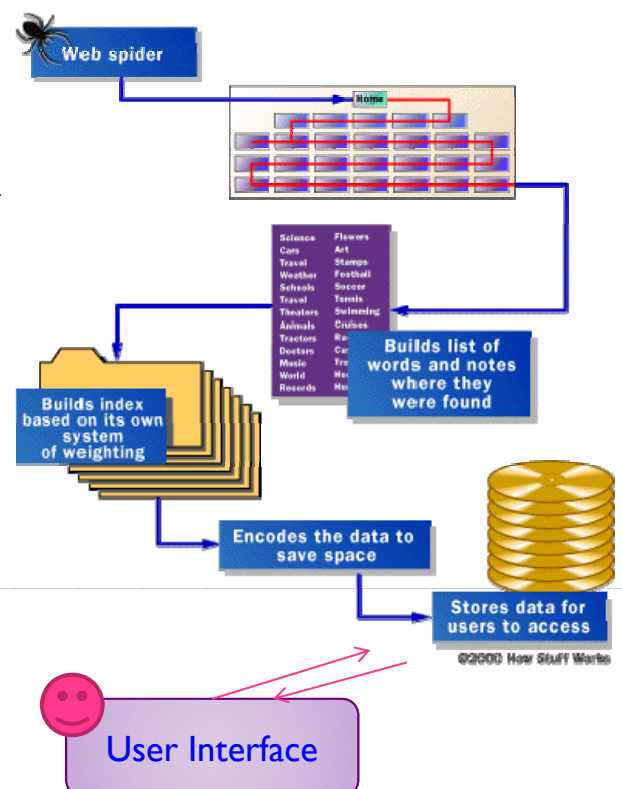 Web spider
Home
Science Flowers
Cars Art
Travel Stamps
Weather Football
Schools Soccer
Travel Tennis
Theaters Swimming
Animals Cruises
Tractors
Doctors
Music
World
Records
Builds list of
words and notes
where they
were found
Builds index
based on its own
system
of weighting
Encodes the data to
save space
Stores data for
users to access
©2000 How Stuff Works
User Interface